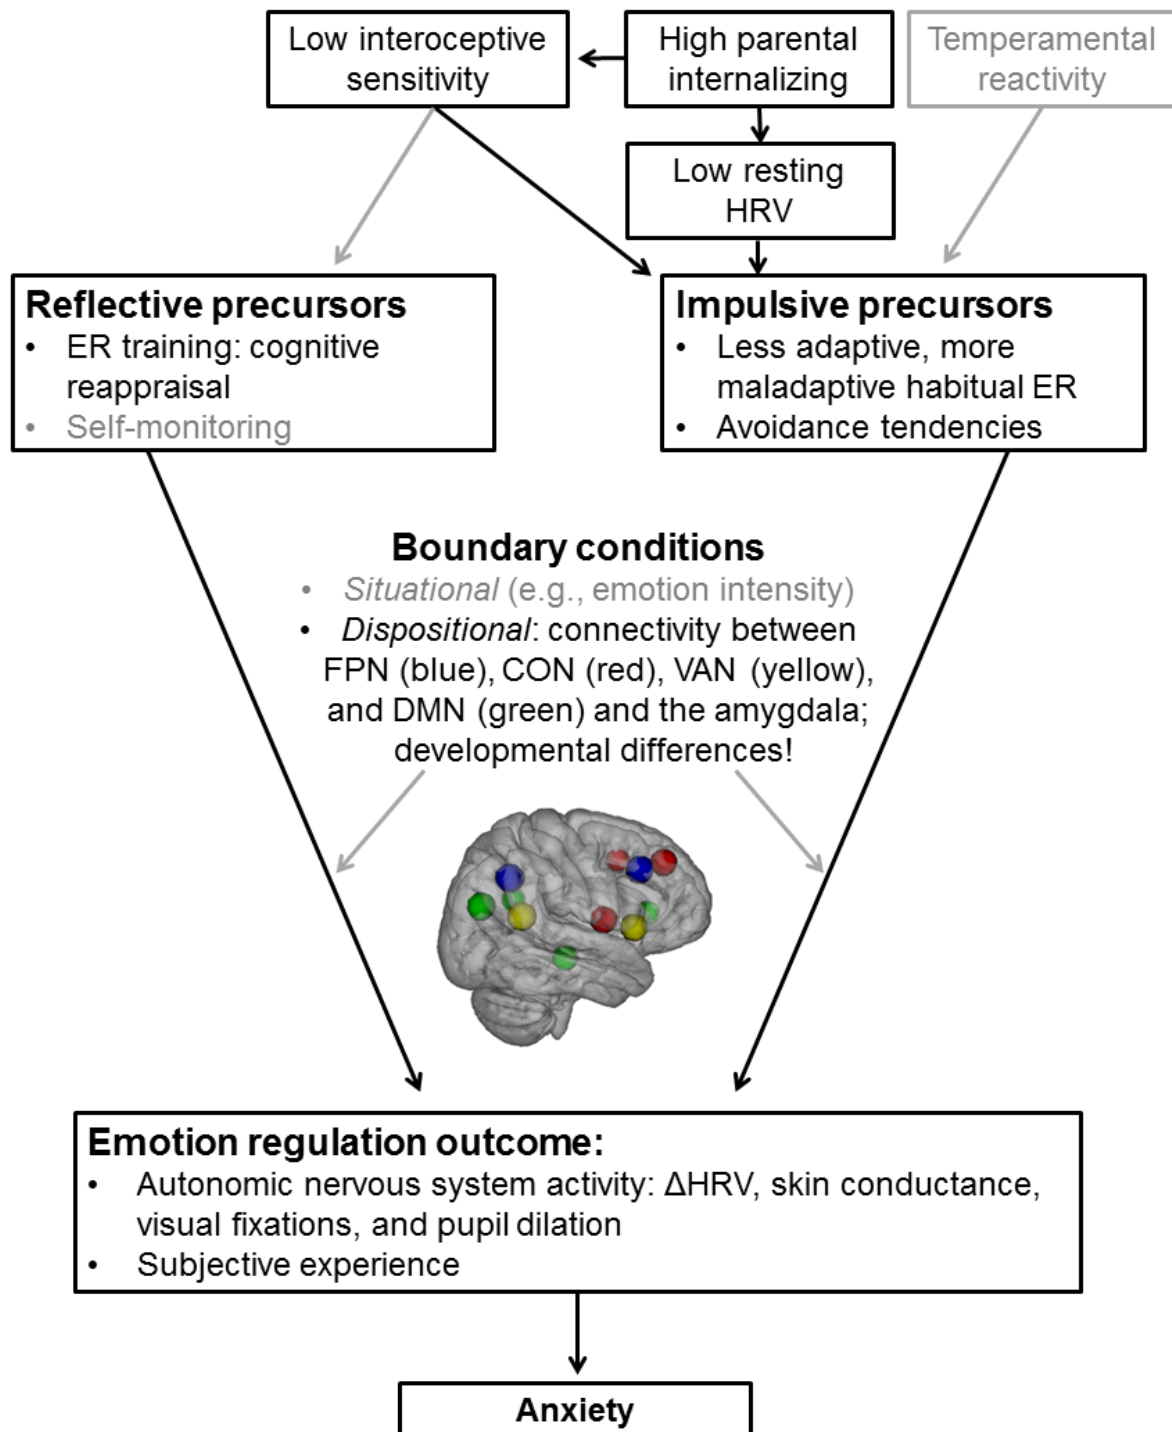 Low interoceptive
sensitivity
High parental
internalizing
Temperamental
reactivity
Low resting
HRV
Reflective precursors
• ER training: cognitive
reappraisal
• Self-monitoring
Impulsive precursors
• Less adaptive, more
maladaptive habitual ER
• Avoidance tendencies
Boundary conditions
• Situational (e.g., emotion intensity)
• Dispositional: connectivity between
FPN (blue), CON (red), VAN (yellow),
and DMN (green) and the amygdala;
developmental differences!
Emotion regulation outcome:
• Autonomic nervous system activity: ΔHRV, skin conductance,
visual fixations, and pupil dilation
• Subjective experience
Anxiety